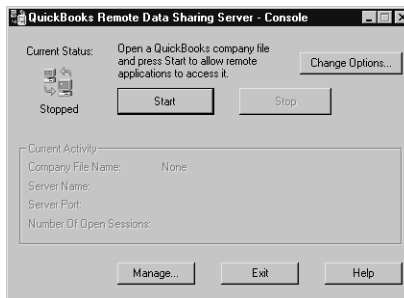 QuickBooks Remote Data Sharing Server - Console
Current Status:
Stopped
Open a QuickBooks company file
and press Start to allow remote
applications to access it.
Change Options...
Start
Stop
Current Activity
Company File Name: None
Server Name:
Server Port:
Number Of Open Sessions:
Manage...
Exit
Help